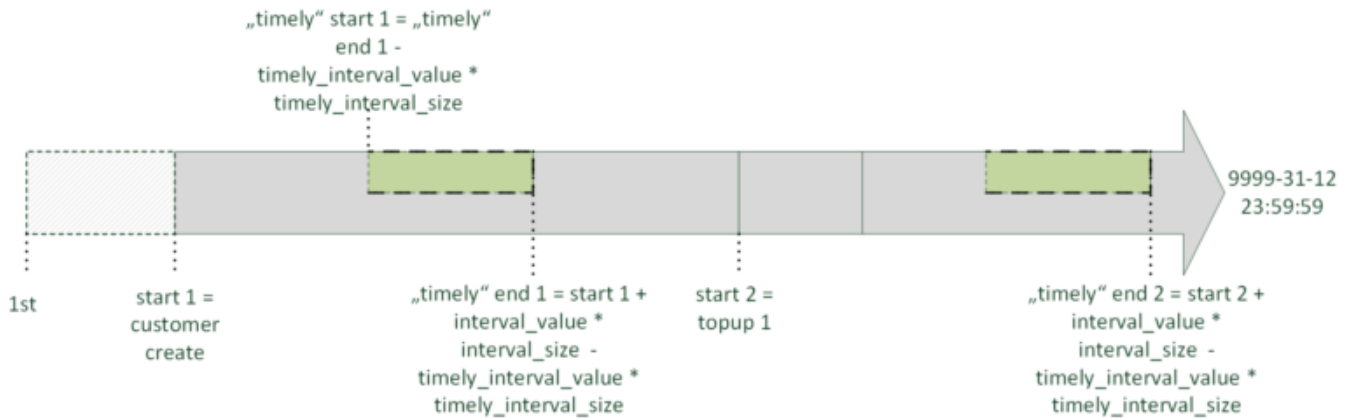 „timely“ start 1 = „timely“
end 1 -
timely_interval_value *
timely_interval_size
9999-31-12
23:59:59
1st
start 1 =
customer
create
„timely“ end 1 = start 1 +
interval_value *
interval_size -
timely_interval_value *
timely_interval_size
start 2 =
topup 1
„timely“ end 2 = start 2 +
interval_value *
interval_size -
timely_interval_value *
timely_interval_size